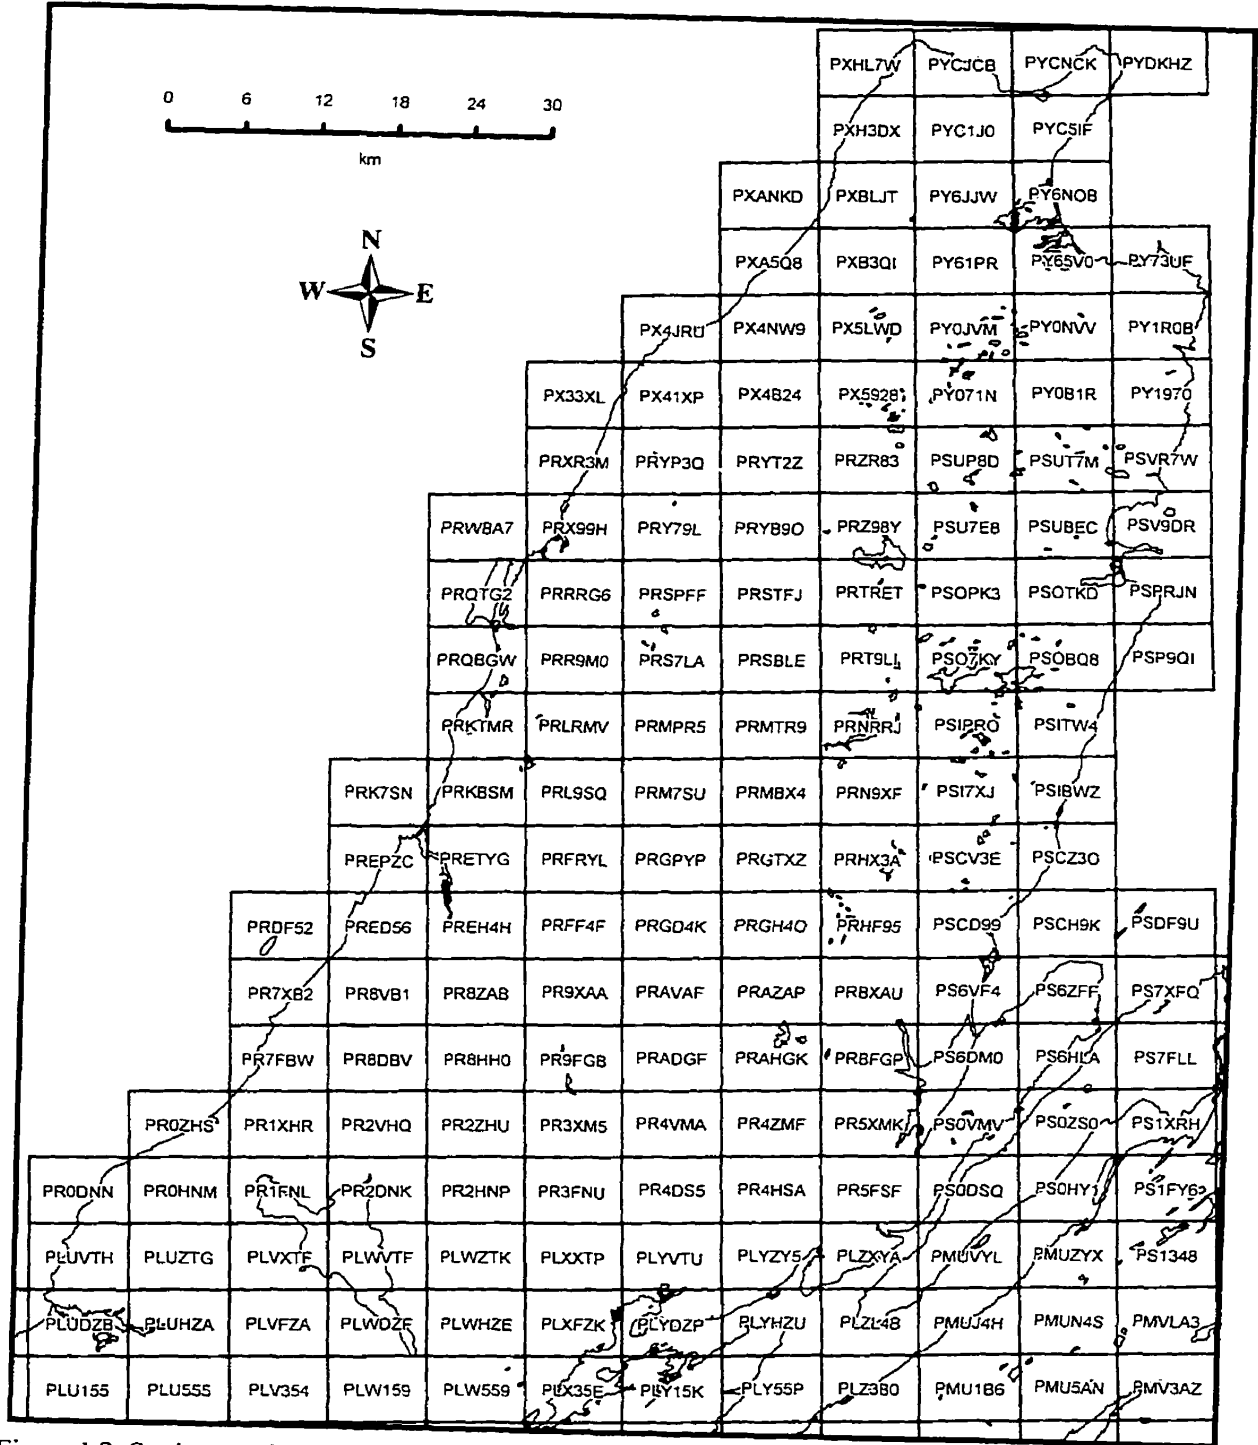 PXHL7W PYCJCB PYCNCK PYDKHZ
0 6 12 18 24 30
km
PXH3DX PYC1J0 PYC5IF
PXANKD PXBLJT PY6JJW PY6NOB
N
W E
S
PXA5Q8 PXB3QI PY61PR PY65V0 PY73UF
PX4JRU PX4NW9 PX5LWD PY0JVM PY0NVV PY1R0B
PX33XL PX41XP PX4B24 PX5928 PY071N PY0B1R PY1970
PRXR3M PRYP3Q PRYT2Z PRZR83 PSUP8D PSUT7M PSVR7W
PRW8A7 PRX99H PRY79L PRYB9O PRZ98Y PSU7E8 PSUBEC PSV9DR
PRQTG2 PRRRG6 PRSPFF PRSTFJ PRTRET PSOPK3 PSOTKD PSPRJN
PRQBGW PRR9M0 PRS7LA PRSBLE PRT9LL PSO7KY PSOBQ8 PSP9QI
PRKTMR PRLRMV PRMPR5 PRMTR9 PRNRRJ PSIPRO PSITW4
PRK7SN PRKBSM PRL9SQ PRM7SU PRMBX4 PRN9XF PSI7XJ PSIBWZ
PREPZC PRETYG PRFRYL PRGPYP PRGTXZ PRHX3A PSCV3E PSCZ3O
PRDF52 PRED56 PREH4H PRFF4F PRGD4K PRGH4O PRHF95 PSCD99 PSCH9K PSDF9U
PR7XB2 PR8VB1 PR8ZAB PR9XAA PRAVAF PRAZAP PRBXAU PS6VF4 PS6ZFF PS7XFQ
PR7FBW PR8DBV PR8HH0 PR9FGB PRADGF PRAHGK PRBFGP PS6DM0 PS6HLA PS7FLL
PR0ZHS PR1XHR PR2VHQ PR2ZHU PR3XM5 PR4VMA PR4ZMF PR5XMK PS0VMV PS0ZS0 PS1XRH
PR0DNN PR0HNM PR1FNL PR2DNK PR2HNP PR3FNU PR4DS5 PR4HSA PR5FSF PS0DSQ PS0HY1 PS1FY6
PLUVTH PLUZTG PLVXTF PLWVTF PLWZTK PLXXTP PLYVTU PLYZY5 PLZXYA PMUVYL PMUZYX PS1348
PLUDZB PLUHZA PLVFZA PLWDZF PLWHZE PLXFZK PLYDZP PLYHZU PLZL48 PMUJ4H PMUN4S PMVLA3
PLU155 PLU55S PLV354 PLW159 PLW559 PLX35E PLY15K PLY55P PLZ3B0 PMU1B6 PMU5AN PMV3AZ